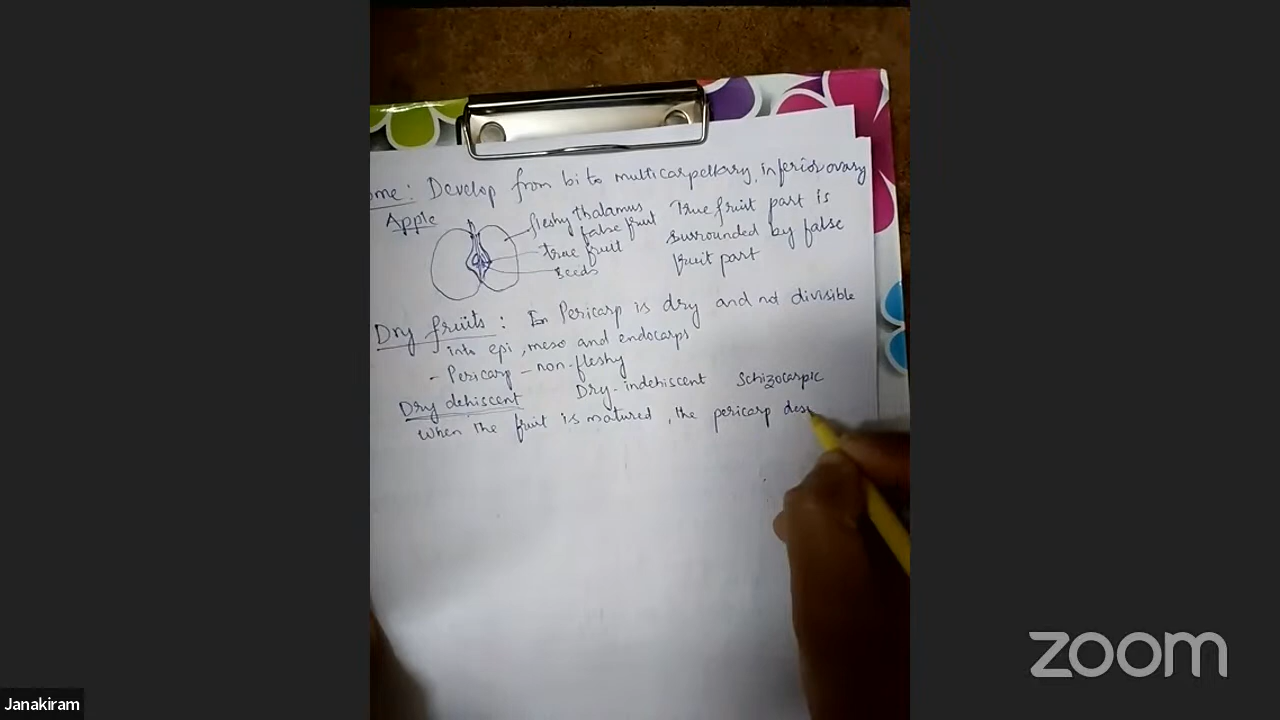 ome: Develop from bi to multicarpellary, inferior ovary
Apple
fleshy thalamus
false fruit
true fruit
seeds
True fruit part is
surrounded by false
fruit part
Dry fruits: Pericarp is dry and not divisible
into epi, meso and endocarps
- Pericarp - non-fleshy
Dry dehiscent Dry-indehiscent Schizocarpic
When the fruit is matured, the pericarp
zoom
Janakiram